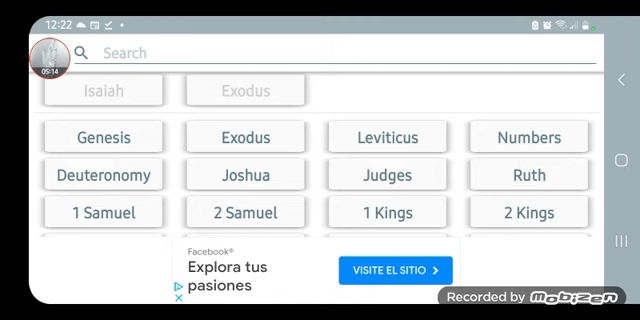 12:22
05-14
Search
Isaiah Exodus
Genesis Exodus Leviticus Numbers
Deuteronomy Joshua Judges Ruth
1 Samuel 2 Samuel 1 Kings 2 Kings
Facebook®
Explora tus
pasiones
VISITE EL SITIO
Recorded by Mobizen